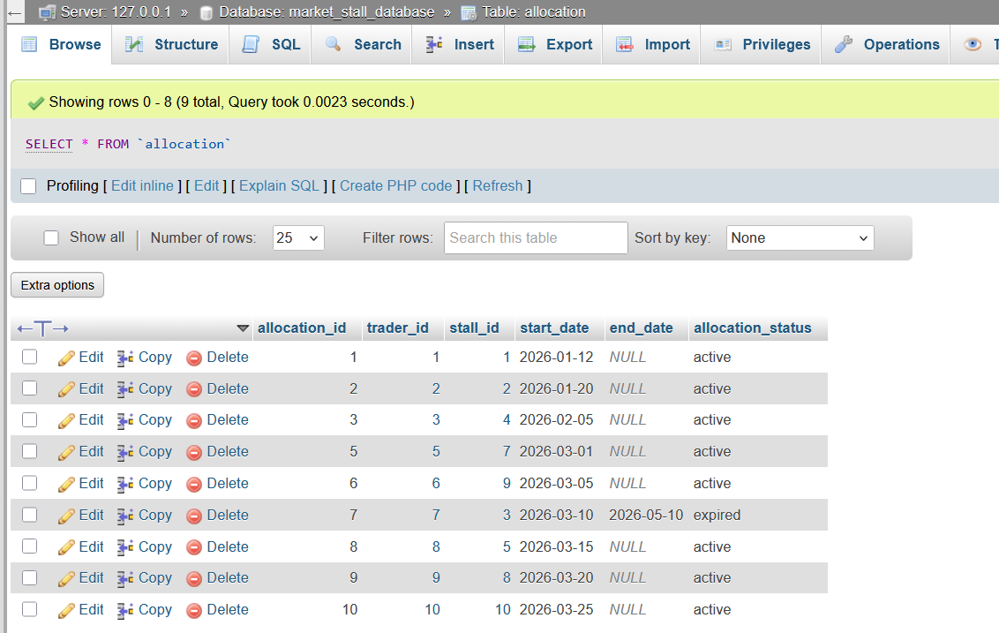 ← Server: 127.0.0.1 » Database: market_stall_database » Table: allocation
Browse Structure SQL Search Insert Export Import Privileges Operations T
Showing rows 0 - 8 (9 total, Query took 0.0023 seconds.)
SELECT * FROM `allocation`
Profiling [ Edit inline ] [ Edit ] [ Explain SQL ] [ Create PHP code ] [ Refresh ]
Show all Number of rows: 25 Filter rows: Search this table Sort by key: None
Extra options
←T→ allocation_id trader_id stall_id start_date end_date allocation_status
Edit Copy Delete 1 1 1 2026-01-12 NULL active
Edit Copy Delete 2 2 2 2026-01-20 NULL active
Edit Copy Delete 3 3 4 2026-02-05 NULL active
Edit Copy Delete 5 5 7 2026-03-01 NULL active
Edit Copy Delete 6 6 9 2026-03-05 NULL active
Edit Copy Delete 7 7 3 2026-03-10 2026-05-10 expired
Edit Copy Delete 8 8 5 2026-03-15 NULL active
Edit Copy Delete 9 9 8 2026-03-20 NULL active
Edit Copy Delete 10 10 10 2026-03-25 NULL active